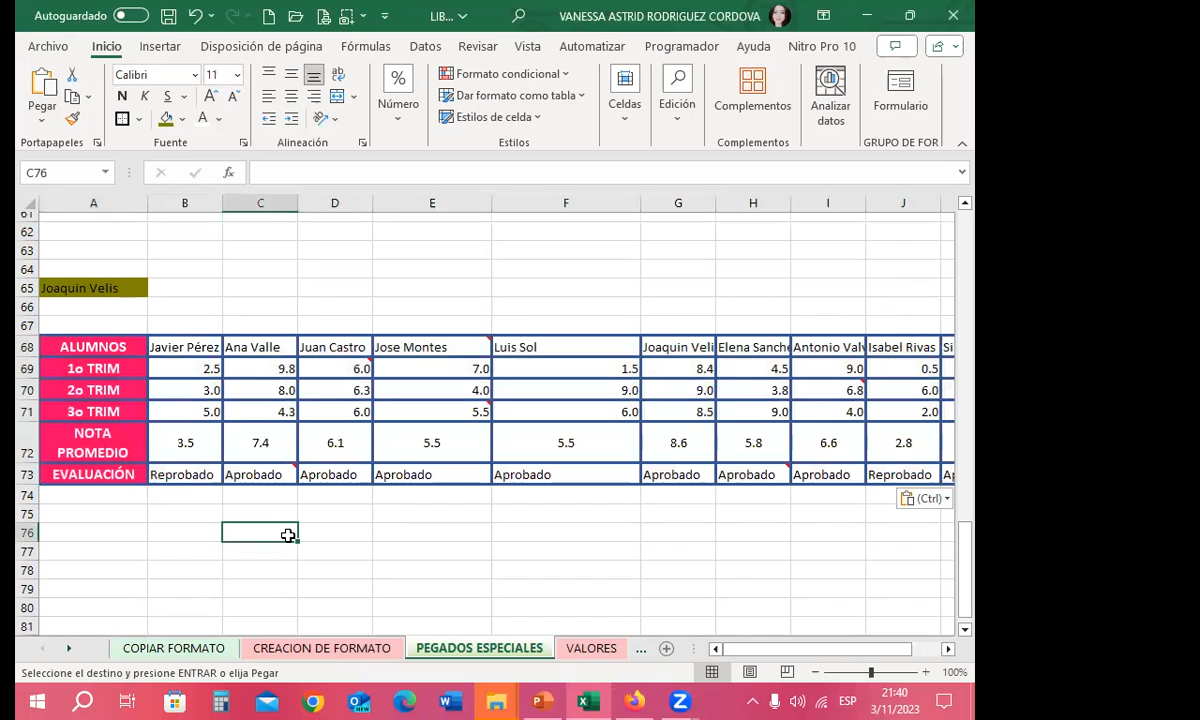 Autoguardado
LIB...
VANESSA ASTRID RODRIGUEZ CORDOVA
Archivo Inicio Insertar Disposición de página Fórmulas Datos Revisar Vista Automatizar Programador Ayuda Nitro Pro 10
Pegar
Portapapeles
Calibri 11
N K S A A
A
Fuente
ab
Alineación
%
Número
Formato condicional
Dar formato como tabla
Estilos de celda
Estilos
Celdas
Edición
Complementos
Complementos
Analizar
datos
Formulario
GRUPO DE FOR
C76
fx
A B C D E F G H I J
61
62
63
64
65 Joaquin Velis
66
67
68 ALUMNOS Javier Pérez Ana Valle Juan Castro Jose Montes Luis Sol Joaquin Veli Elena Sanche Antonio Valv Isabel Rivas Si
69 1o TRIM 2.5 9.8 6.0 7.0 1.5 8.4 4.5 9.0 0.5
70 2o TRIM 3.0 8.0 6.3 4.0 9.0 9.0 3.8 6.8 6.0
71 3o TRIM 5.0 4.3 6.0 5.5 6.0 8.5 9.0 4.0 2.0
NOTA
72 PROMEDIO 3.5 7.4 6.1 5.5 5.5 8.6 5.8 6.6 2.8
73 EVALUACIÓN Reprobado Aprobado Aprobado Aprobado Aprobado Aprobado Aprobado Aprobado Reprobado Ap
74
(Ctrl)
75
76
77
78
79
80
81
COPIAR FORMATO CREACION DE FORMATO PEGADOS ESPECIALES VALORES ...
Seleccione el destino y presione ENTRAR o elija Pegar
100%
ESP
21:40
3/11/2023